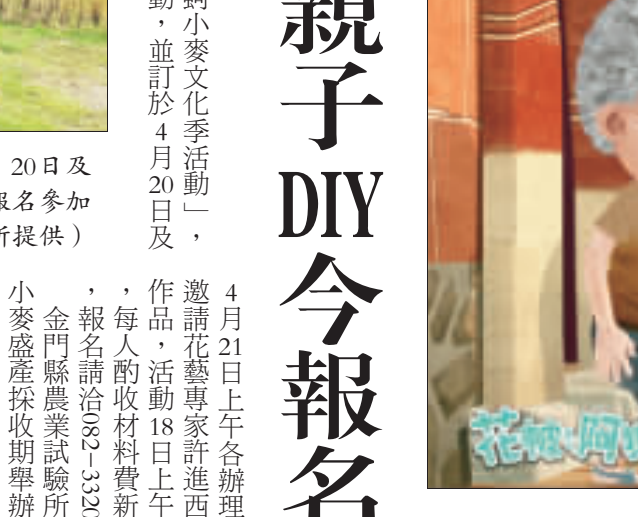 親子DIY今報名
鉰小麥文化季活動」，
動，並訂於4月20日及
4月21日上午各辦理
邀請花藝專家許進西
作品，活動18日上午
，每人酌收材料費新
，報名請洽082-3320
金門縣農業試驗所
小麥盛產採收期舉辦
20日及
報名參加
所提供）
花帔
阿